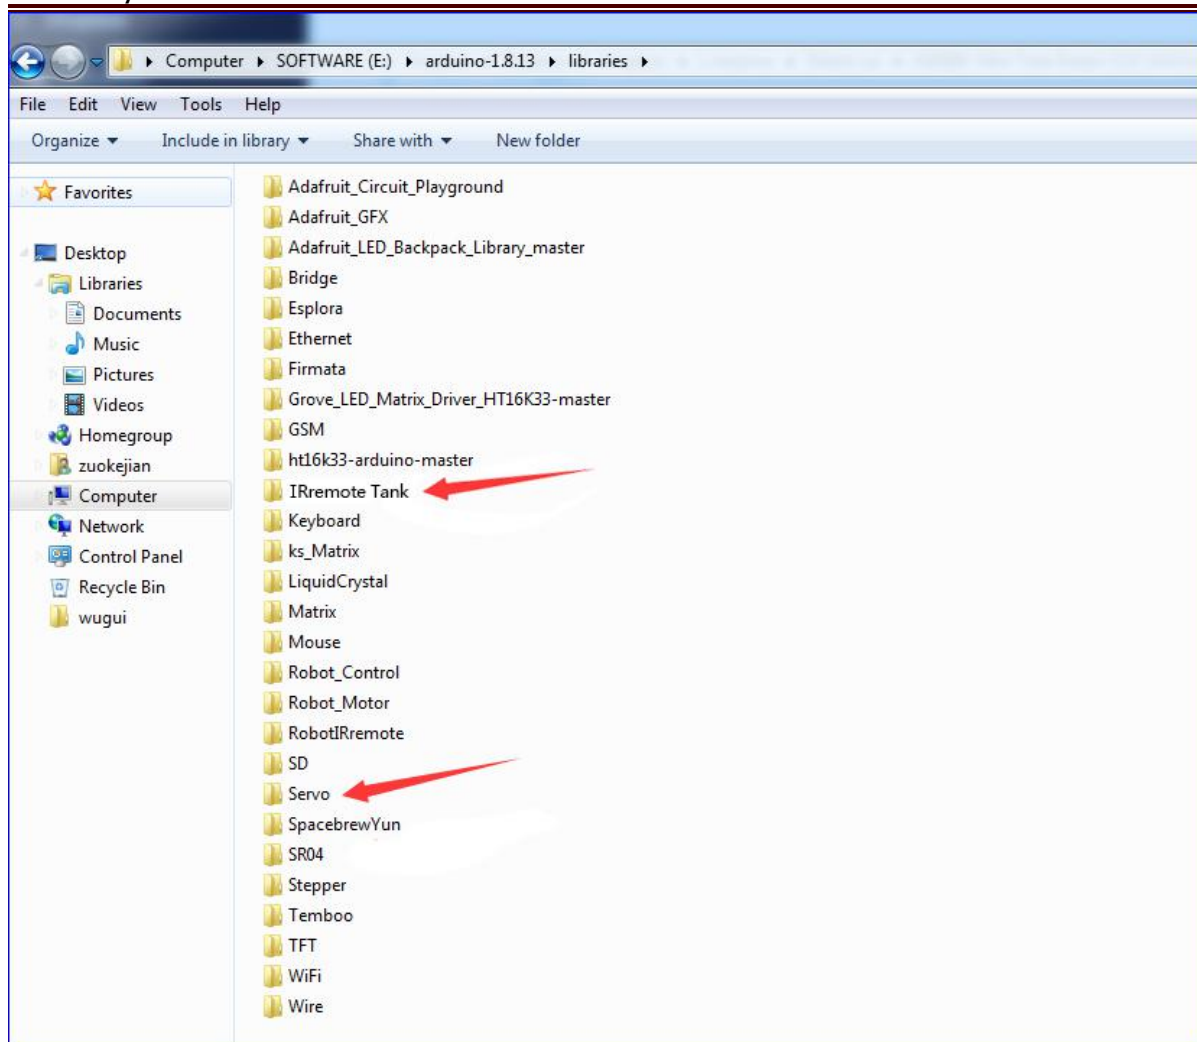 Computer ▸ SOFTWARE (E:) ▸ arduino-1.8.13 ▸ libraries ▸
File Edit View Tools Help
Organize Include in library Share with New folder
Favorites
Desktop
Libraries
Documents
Music
Pictures
Videos
Homegroup
zuokejian
Computer
Network
Control Panel
Recycle Bin
wugui
Adafruit_Circuit_Playground
Adafruit_GFX
Adafruit_LED_Backpack_Library_master
Bridge
Esplora
Ethernet
Firmata
Grove_LED_Matrix_Driver_HT16K33-master
GSM
ht16k33-arduino-master
IRremote Tank
Keyboard
ks_Matrix
LiquidCrystal
Matrix
Mouse
Robot_Control
Robot_Motor
RobotIRremote
SD
Servo
SpacebrewYun
SR04
Stepper
Temboo
TFT
WiFi
Wire